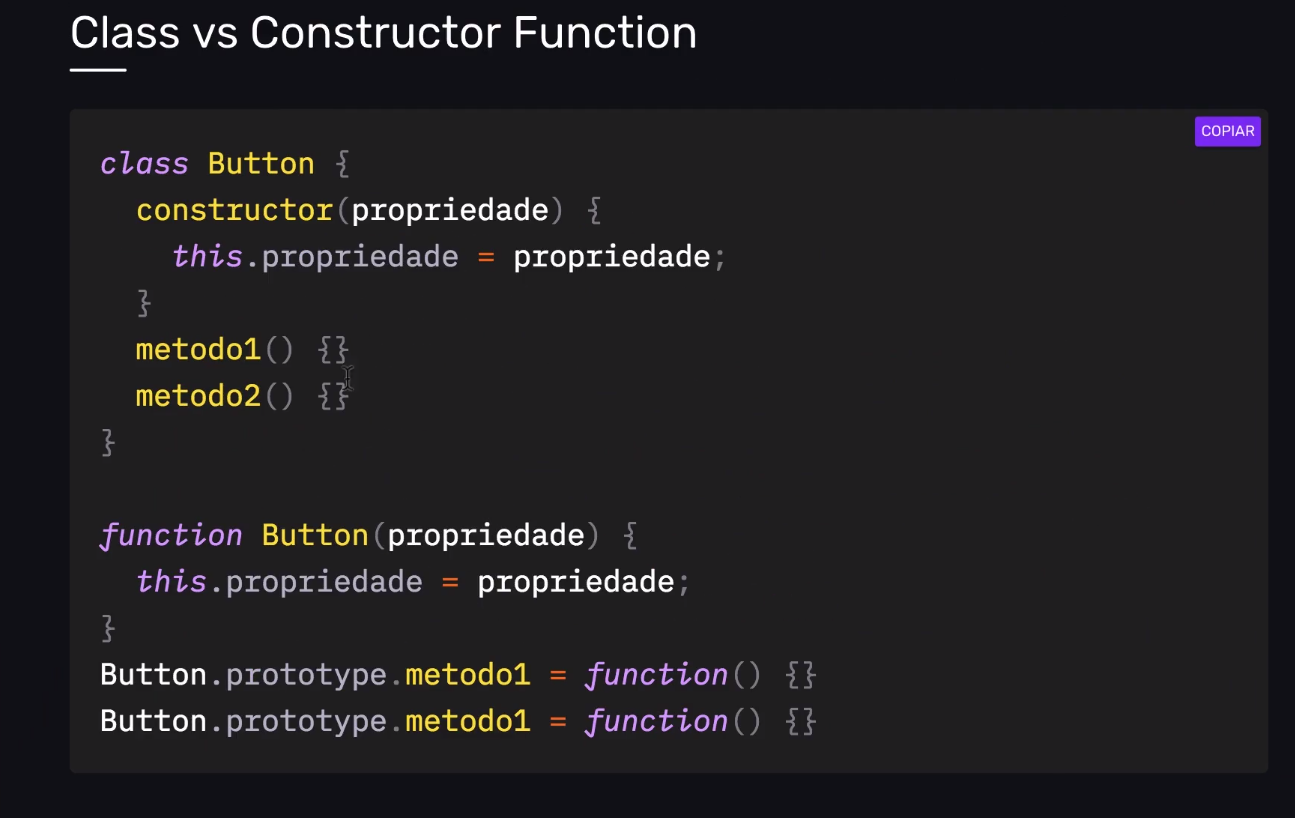 Class vs Constructor Function
COPIAR
class Button {
  constructor(propriedade) {
    this.propriedade = propriedade;
  }
  metodo1() {}
  metodo2() {}
}
function Button(propriedade) {
  this.propriedade = propriedade;
}
Button.prototype.metodo1 = function() {}
Button.prototype.metodo1 = function() {}